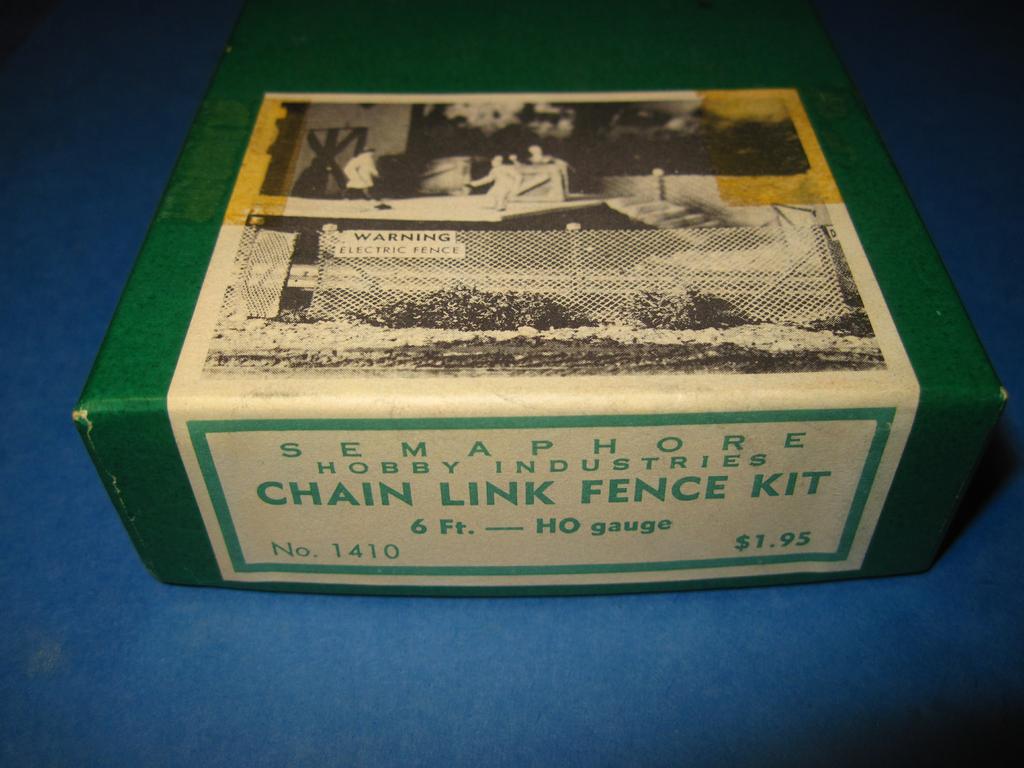 WARNING
ELECTRIC FENCE
SEMAPHORE
HOBBY INDUSTRIES
CHAIN LINK FENCE KIT
6 Ft. — HO gauge
No. 1410 $1.95